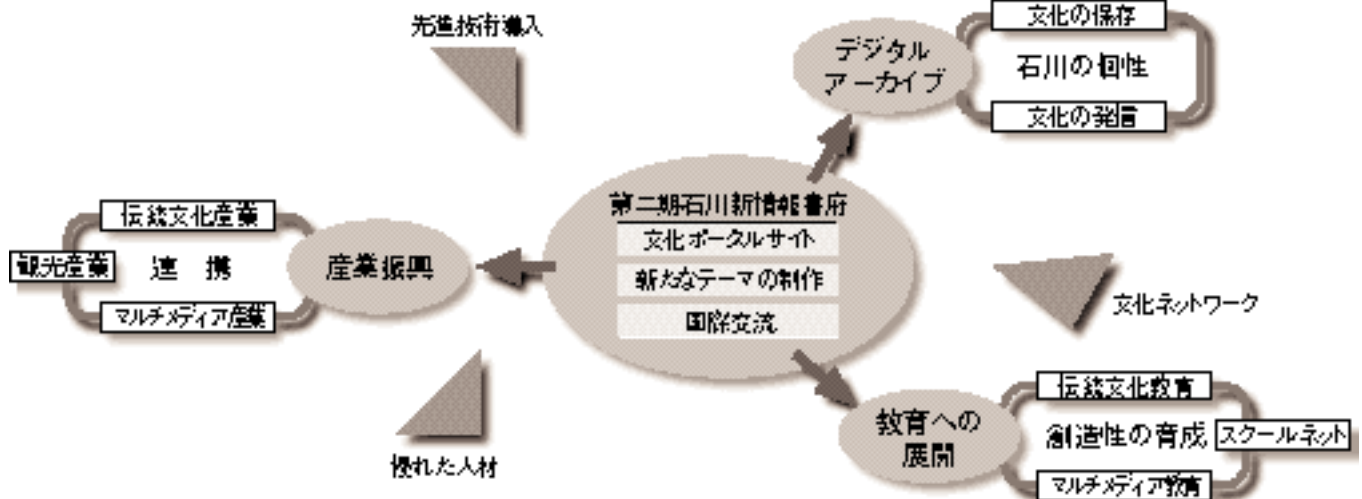 先進技術導入
デジタル
アーカイブ
文化の保存
石川の個性
文化の発信
第二期石川新情報書府
文化ポータルサイト
新たなテーマの制作
国際交流
伝統文化産業
観光産業
連 携
マルチメディア産業
産業振興
文化ネットワーク
優れた人材
教育への
展開
伝統文化教育
創造性の育成
スクールネット
マルチメディア教育